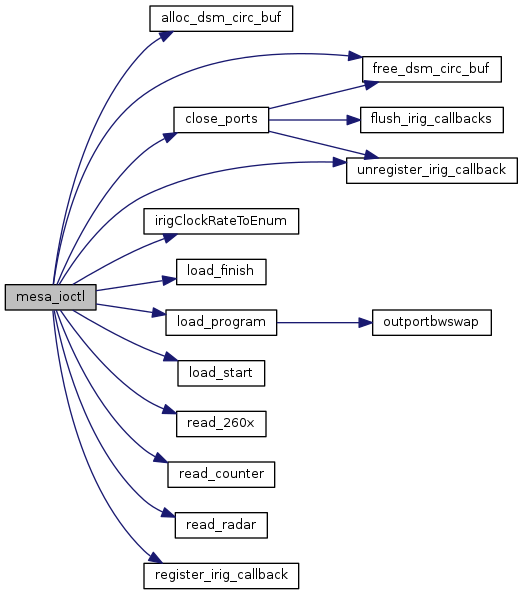 alloc_dsm_circ_buf
free_dsm_circ_buf
close_ports
flush_irig_callbacks
unregister_irig_callback
irigClockRateToEnum
load_finish
mesa_ioctl
load_program
outportbwswap
load_start
read_260x
read_counter
read_radar
register_irig_callback